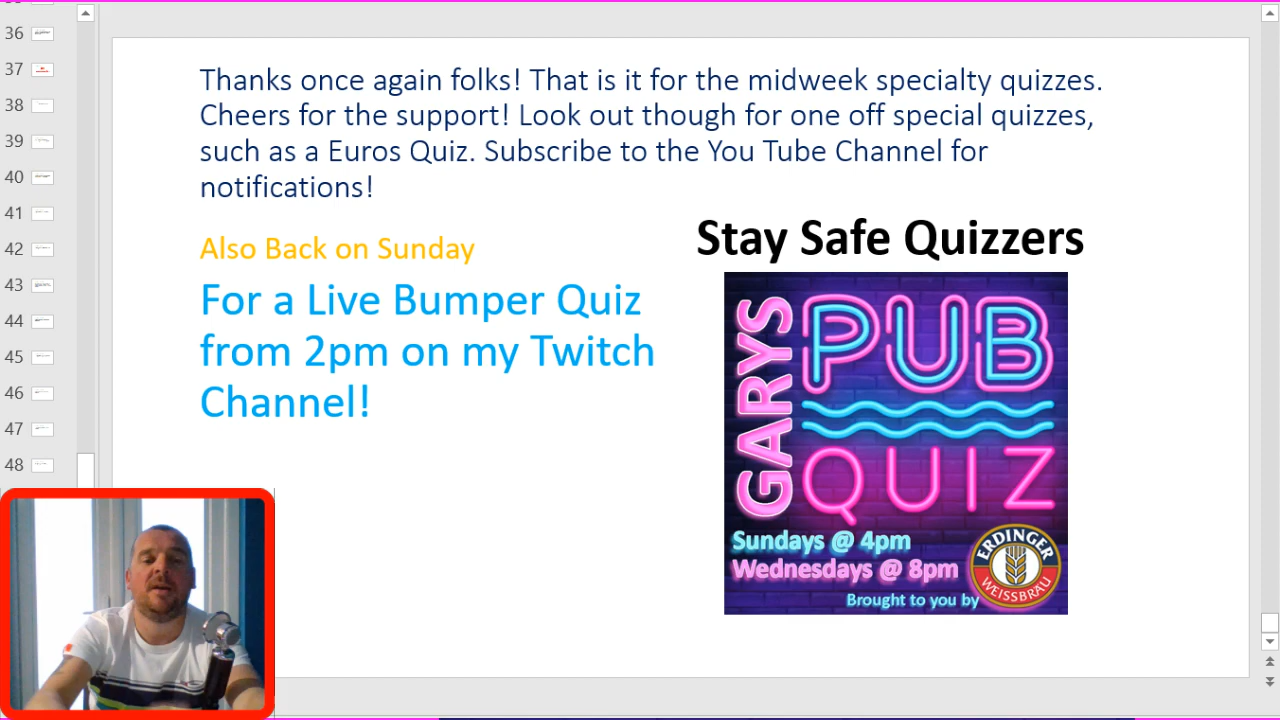 36
37
38
39
40
41
42
43
44
45
46
47
48
Thanks once again folks! That is it for the midweek specialty quizzes.
Cheers for the support! Look out though for one off special quizzes,
such as a Euros Quiz. Subscribe to the You Tube Channel for
notifications!
Also Back on Sunday
For a Live Bumper Quiz
from 2pm on my Twitch
Channel!
Stay Safe Quizzers
GARYS
PUB
QUIZ
Sundays @ 4pm
Wednesdays @ 8pm
Brought to you by
ERDINGER
WEISSBRÄU